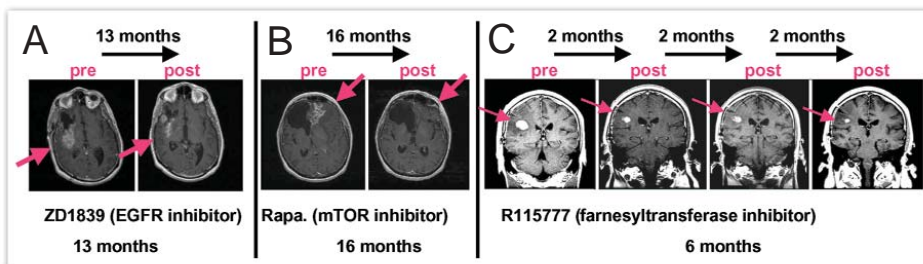 A
13 months
pre
post
ZD1839 (EGFR inhibitor)
13 months
B
16 months
pre
post
Rapa. (mTOR inhibitor)
16 months
C
2 months
2 months
2 months
pre
post
post
post
R115777 (farnesyltransferase inhibitor)
6 months